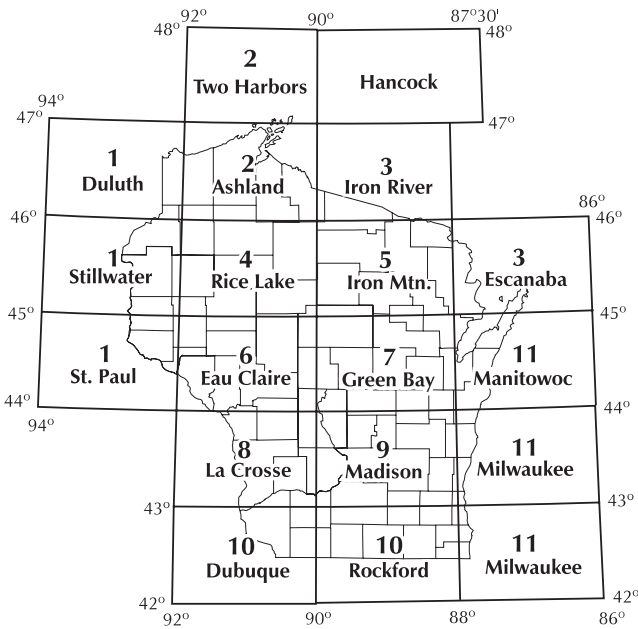 92° 90° 87°30'
48° 48°
2
Two Harbors
Hancock
94°
47° 47°
1
Duluth
2
Ashland
3
Iron River
86°
46° 46°
1
Stillwater
4
Rice Lake
5
Iron Mtn.
3
Escanaba
45° 45°
1
St. Paul
6
Eau Claire
7
Green Bay
11
Manitowoc
44° 44°
94°
8
La Crosse
9
Madison
11
Milwaukee
43° 43°
10
Dubuque
10
Rockford
11
Milwaukee
42° 42°
92° 90° 88° 86°